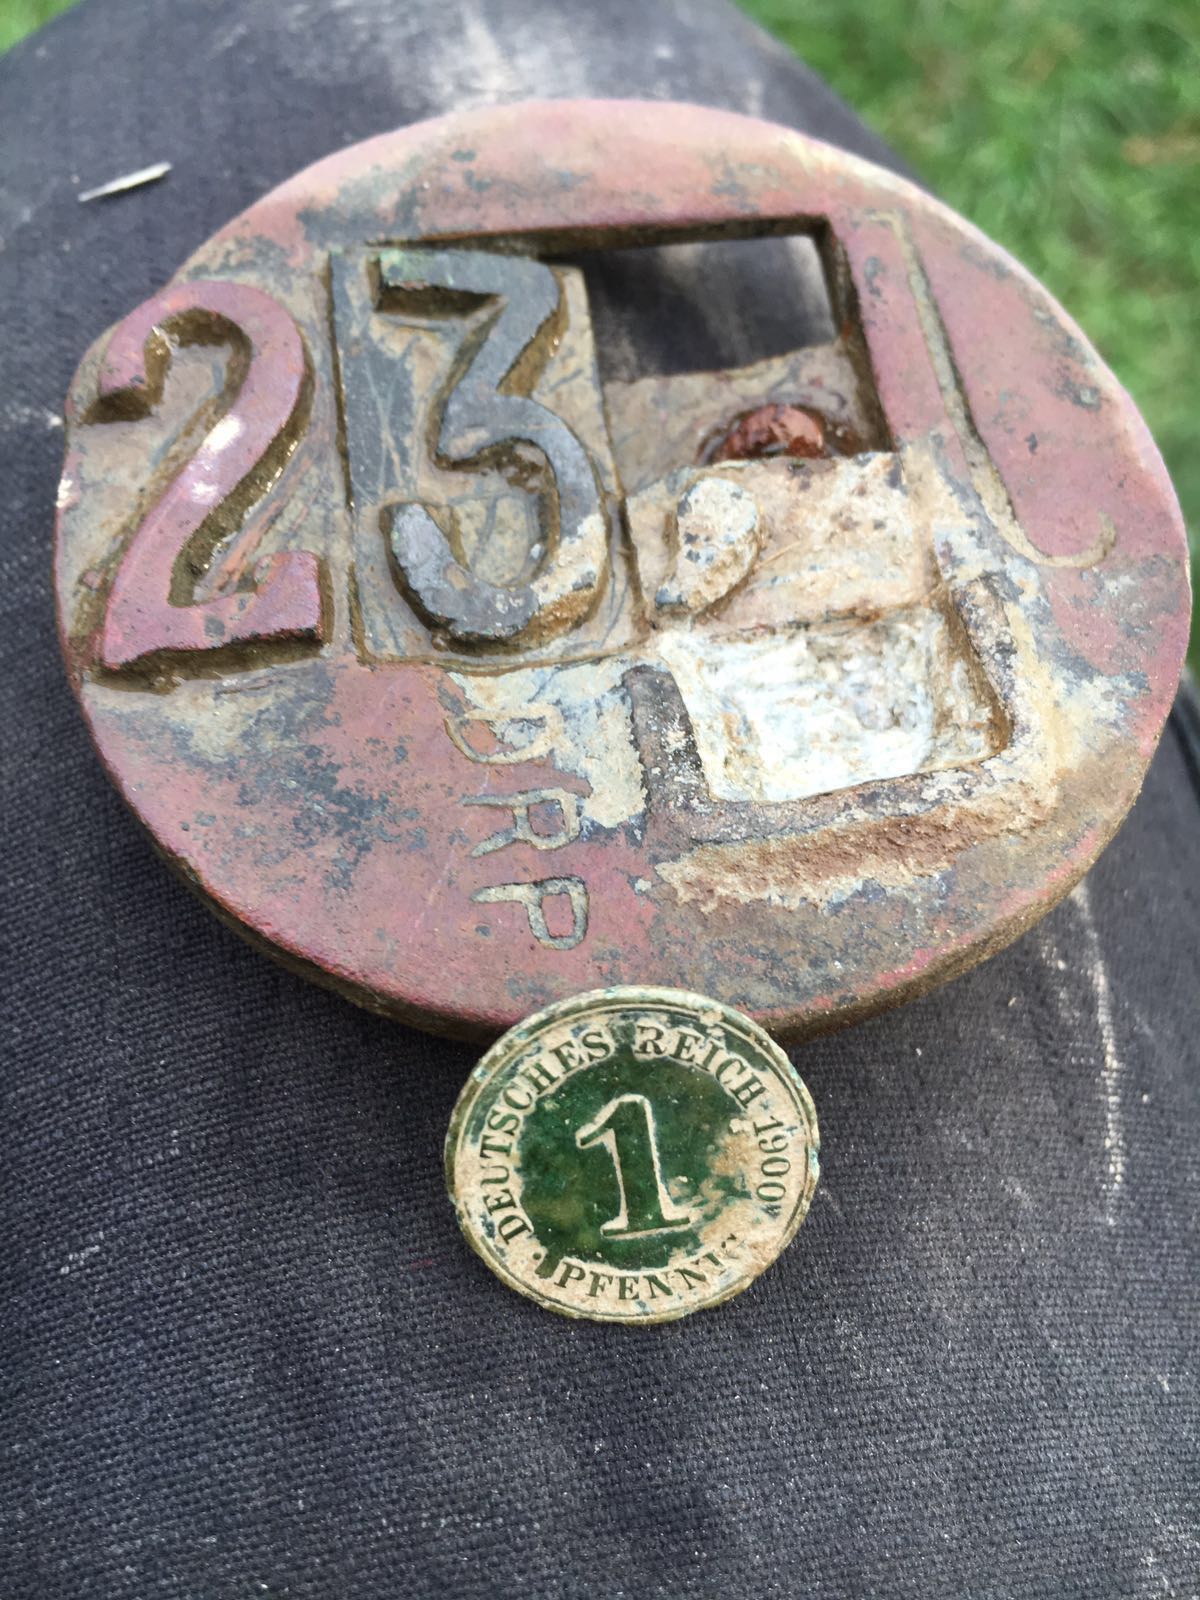 23,
DRP
DEUTSCHES REICH 1900
1
PFENNIG